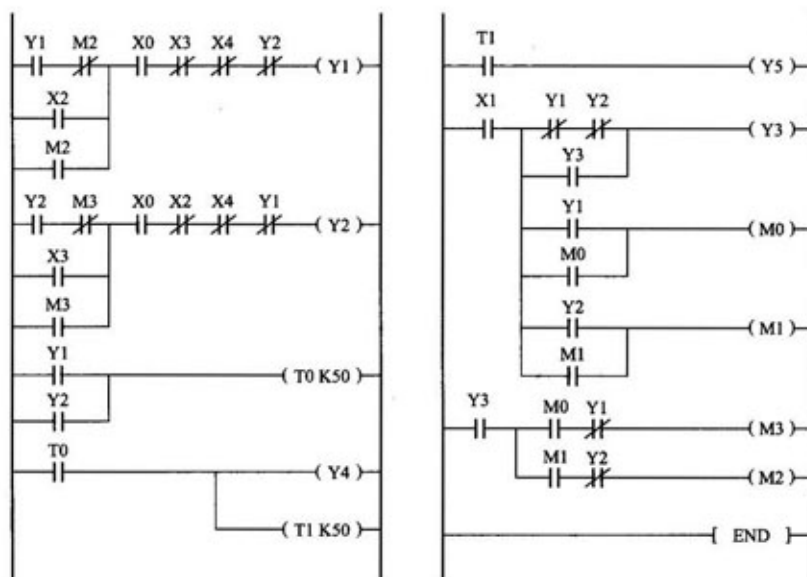 Y1 M2 X0 X3 X4 Y2 ( Y1 )
X2
M2
Y2 M3 X0 X2 X4 Y1 ( Y2 )
X3
M3
Y1
( T0 K50 )
Y2
T0
( Y4 )
( T1 K50 )
T1
( Y5 )
X1 Y1 Y2 ( Y3 )
Y3
Y1
( M0 )
M0
Y2
( M1 )
M1
Y3 M0 Y1 ( M3 )
M1 Y2 ( M2 )
[ END ]